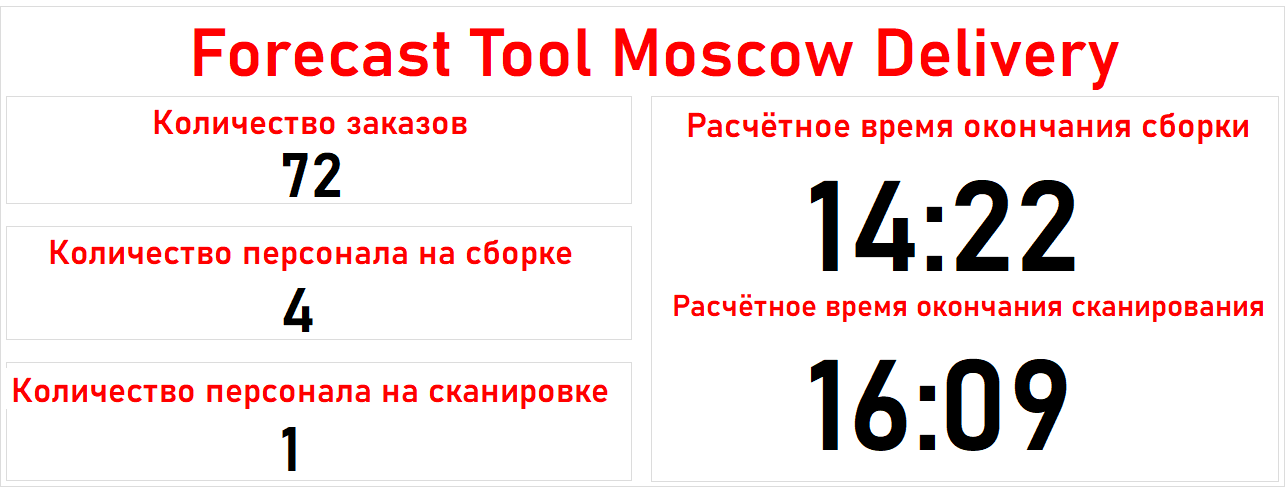 Forecast Tool Moscow Delivery
Количество заказов
72
Количество персонала на сборке
4
Количество персонала на сканировке
1
Расчётное время окончания сборки
14:22
Расчётное время окончания сканирования
16:09